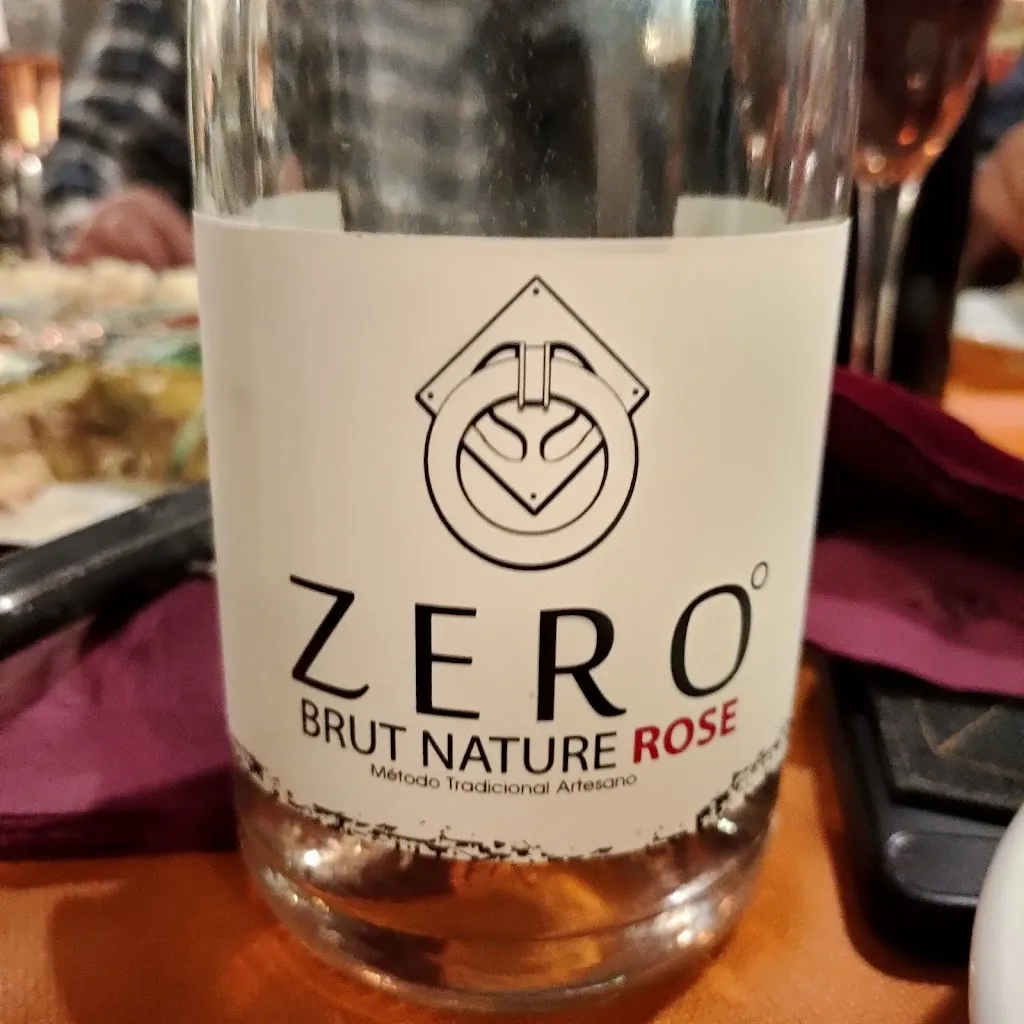 ZERO°
BRUT NATURE ROSE
Método Tradicional Artesano